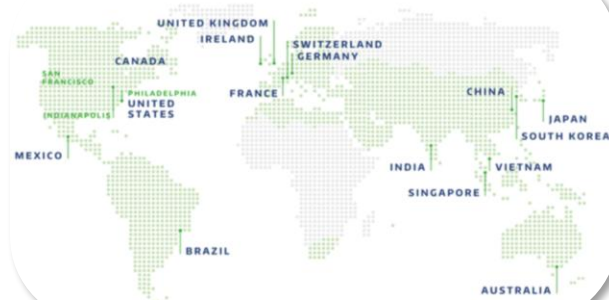 UNITED KINGDOM
IRELAND
SWITZERLAND
GERMANY
CANADA
SAN
FRANCISCO
FRANCE
CHINA
PHILADELPHIA
UNITED
STATES
INDIANAPOLIS
JAPAN
SOUTH KOREA
MEXICO
INDIA
VIETNAM
SINGAPORE
BRAZIL
AUSTRALIA